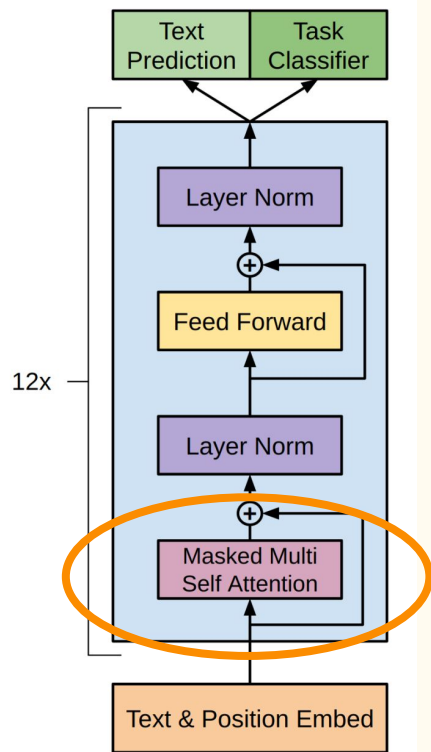 Text
Prediction
Task
Classifier
Layer Norm
Feed Forward
12x
Layer Norm
Masked Multi
Self Attention
Text & Position Embed